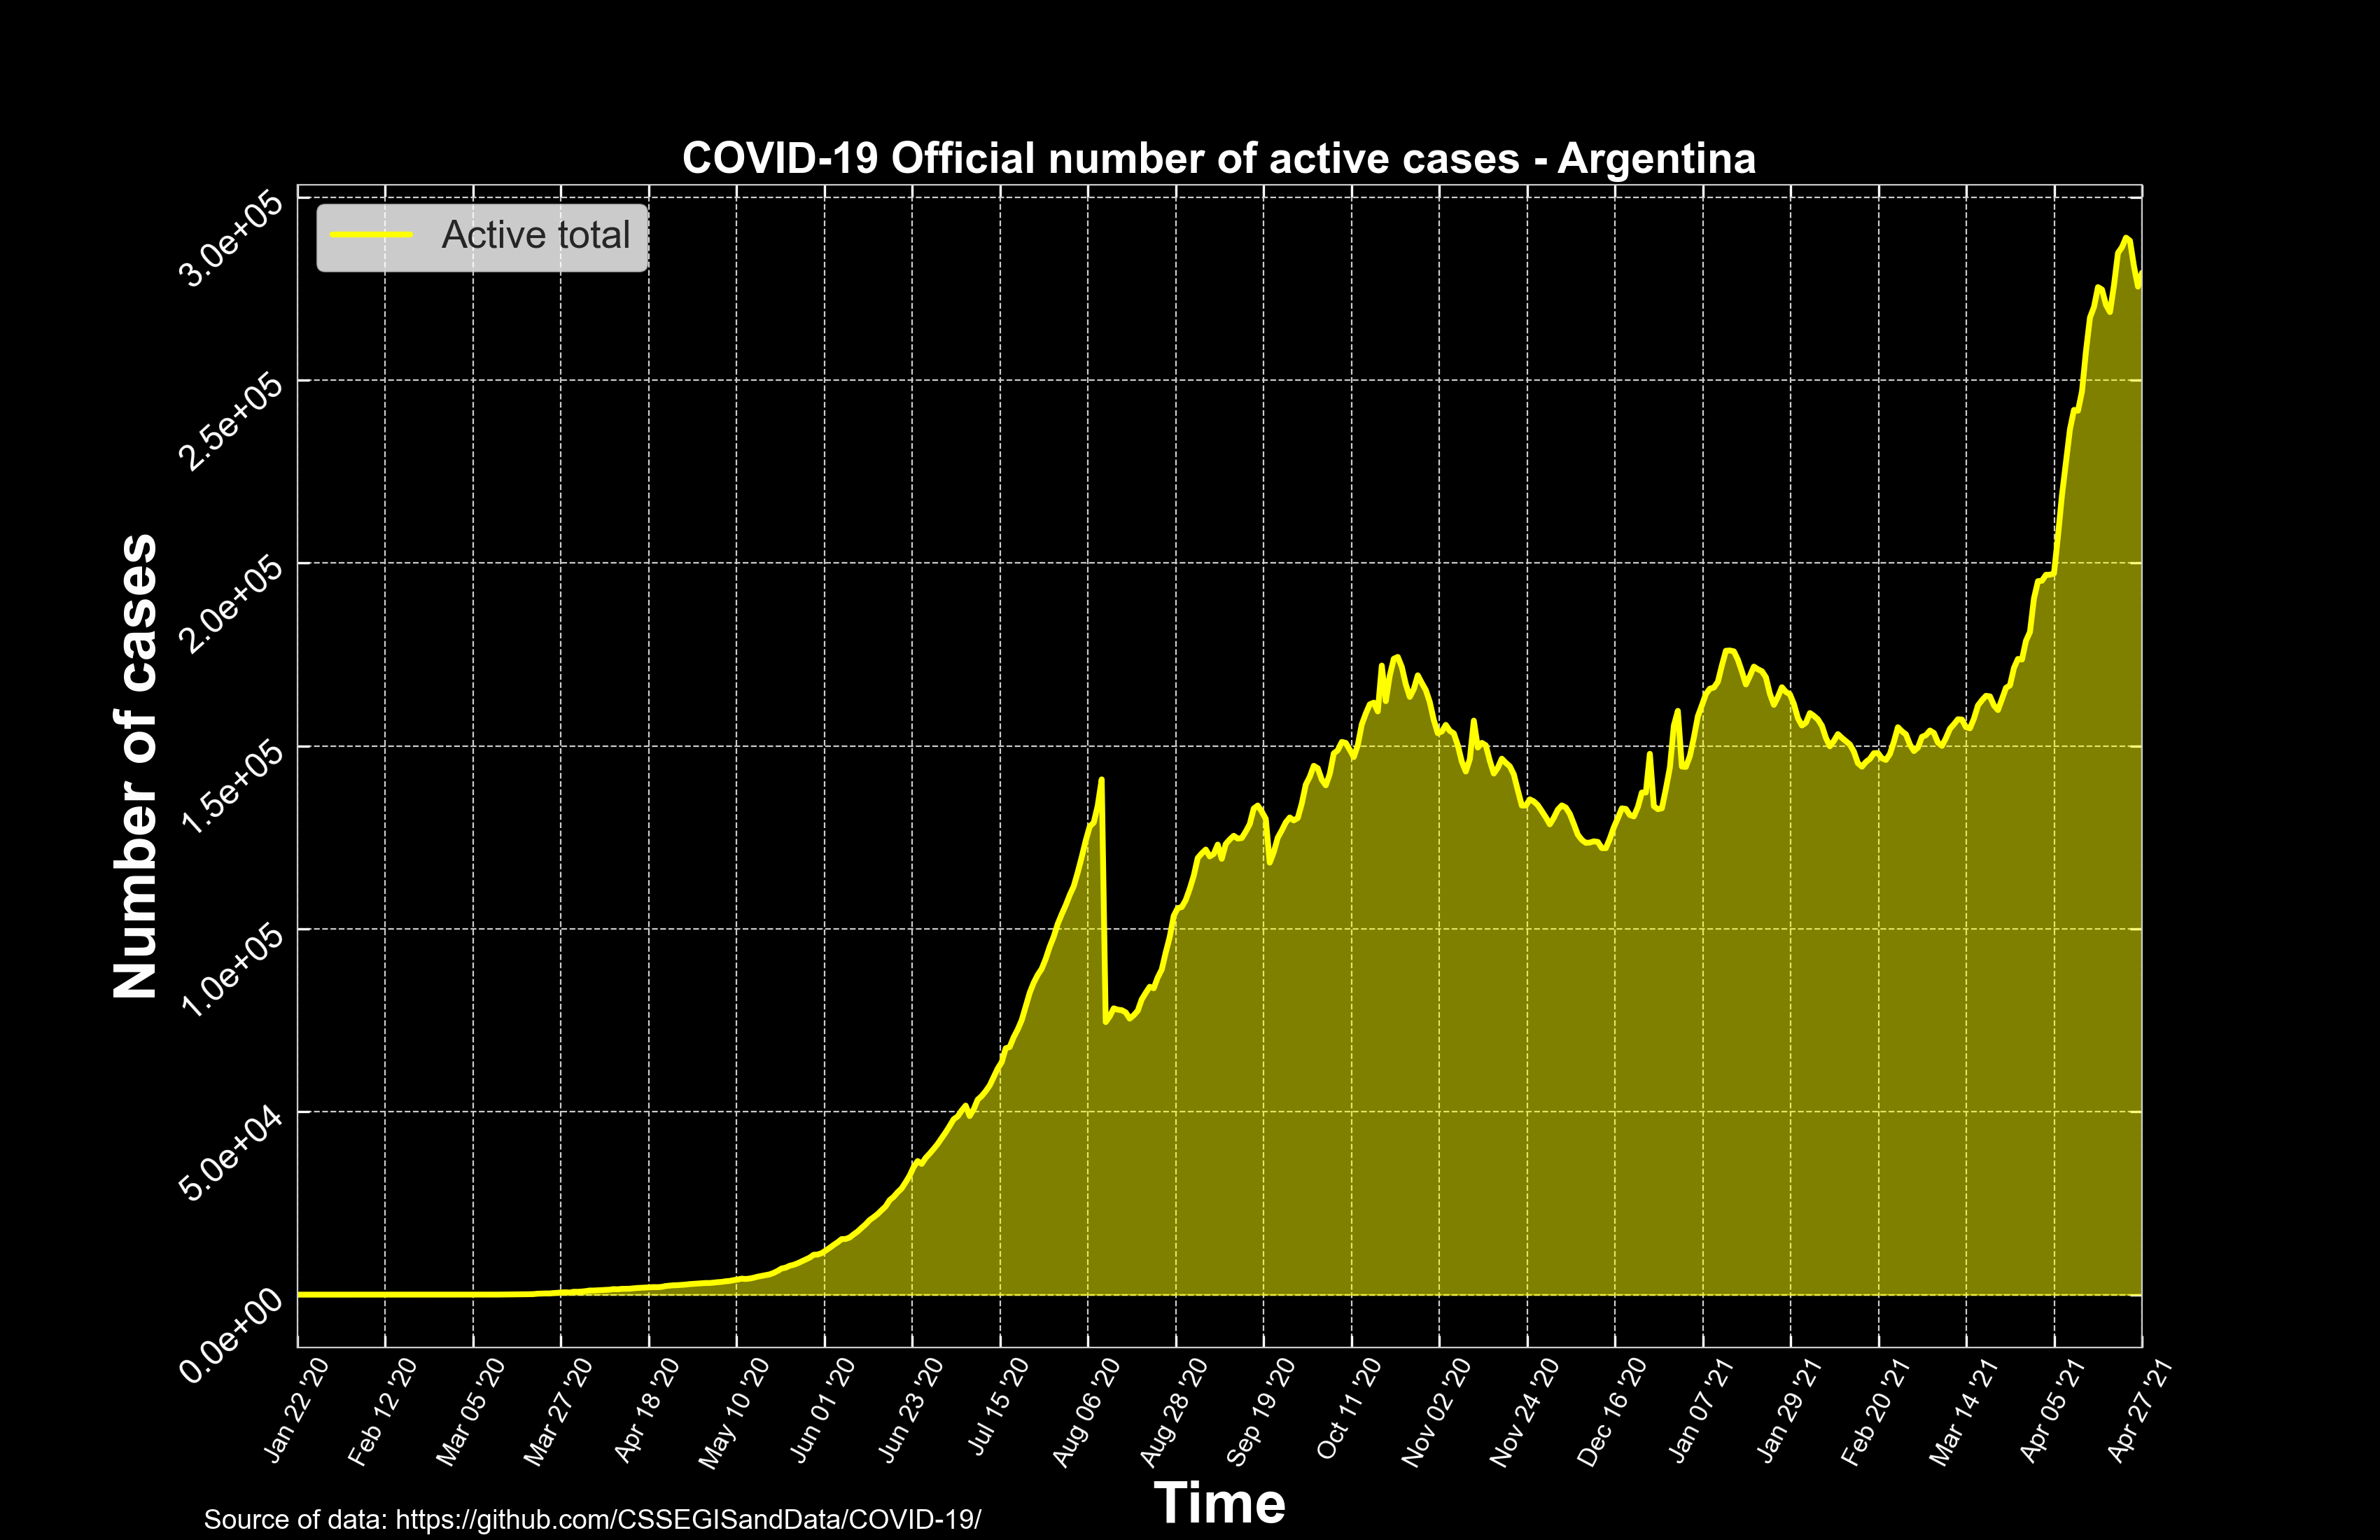 COVID-19 Official number of active cases - Argentina
Active total
Number of cases
3.0e+05
2.5e+05
2.0e+05
1.5e+05
1.0e+05
5.0e+04
0.0e+00
Jan 22 '20
Feb 12 '20
Mar 05 '20
Mar 27 '20
Apr 18 '20
May 10 '20
Jun 01 '20
Jun 23 '20
Jul 15 '20
Aug 06 '20
Aug 28 '20
Sep 19 '20
Oct 11 '20
Nov 02 '20
Nov 24 '20
Dec 16 '20
Jan 07 '21
Jan 29 '21
Feb 20 '21
Mar 14 '21
Apr 05 '21
Apr 27 '21
Time
Source of data: https://github.com/CSSEGISandData/COVID-19/